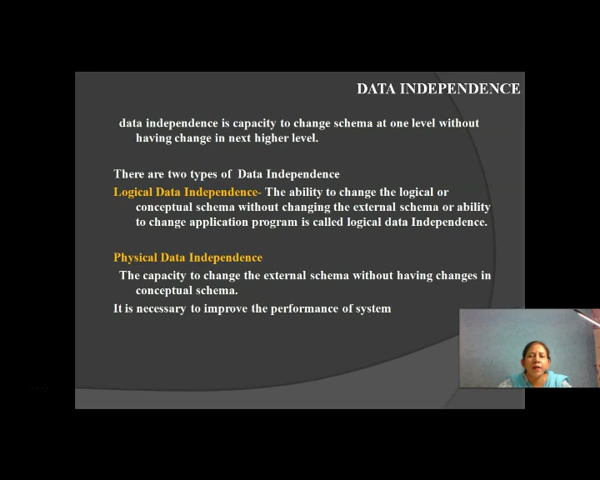 DATA INDEPENDENCE
data independence is capacity to change schema at one level without
having change in next higher level.
There are two types of Data Independence
Logical Data Independence- The ability to change the logical or
conceptual schema without changing the external schema or ability
to change application program is called logical data Independence.
Physical Data Independence
The capacity to change the external schema without having changes in
conceptual schema.
It is necessary to improve the performance of system